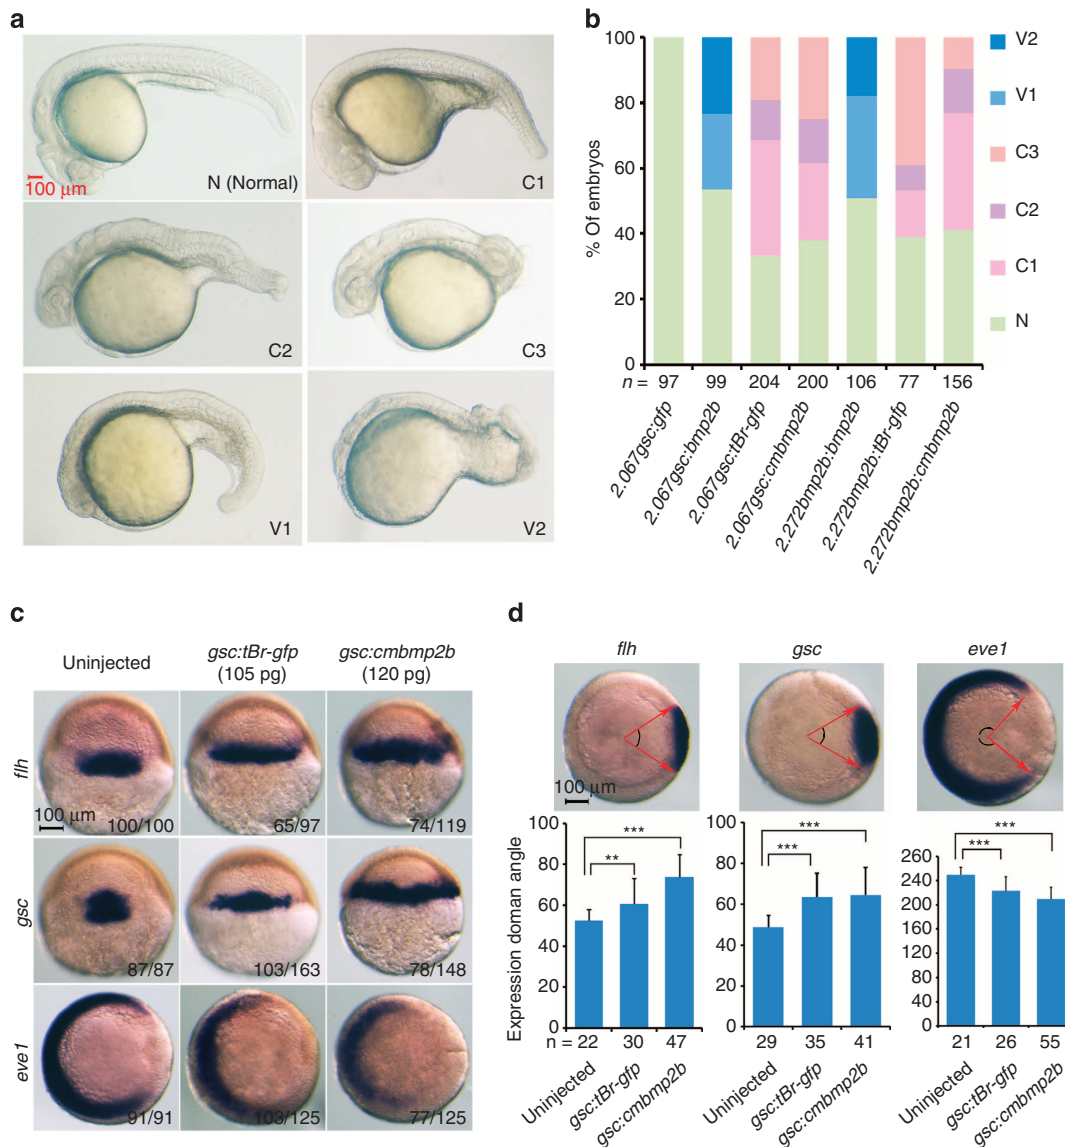 a
N (Normal)
100 µm
C1
C2
C3
V1
V2
b
% Of embryos
100
80
60
40
20
0
V2
V1
C3
C2
C1
N
n = 97 99 204 200 106 77 156
2.067gsc:gfp
2.067gsc:bmp2b
2.067gsc:tBr-gfp
2.067gsc:cmbmp2b
2.272bmp2b:bmp2b
2.272bmp2b:tBr-gfp
2.272bmp2b:cmbmp2b
c
Uninjected
gsc:tBr-gfp
(105 pg)
gsc:cmbmp2b
(120 pg)
flh
100 µm
100/100
65/97
74/119
gsc
87/87
103/163
78/148
eve1
91/91
103/125
77/125
d
flh
gsc
eve1
100 µm
Expression doman angle
100
80
60
40
20
0
***
**
n = 22 30 47
Uninjected
gsc:tBr-gfp
gsc:cmbmp2b
100
80
60
40
20
0
***
***
29 35 41
Uninjected
gsc:tBr-gfp
gsc:cmbmp2b
260
240
200
160
120
80
40
0
***
***
21 26 55
Uninjected
gsc:tBr-gfp
gsc:cmbmp2b